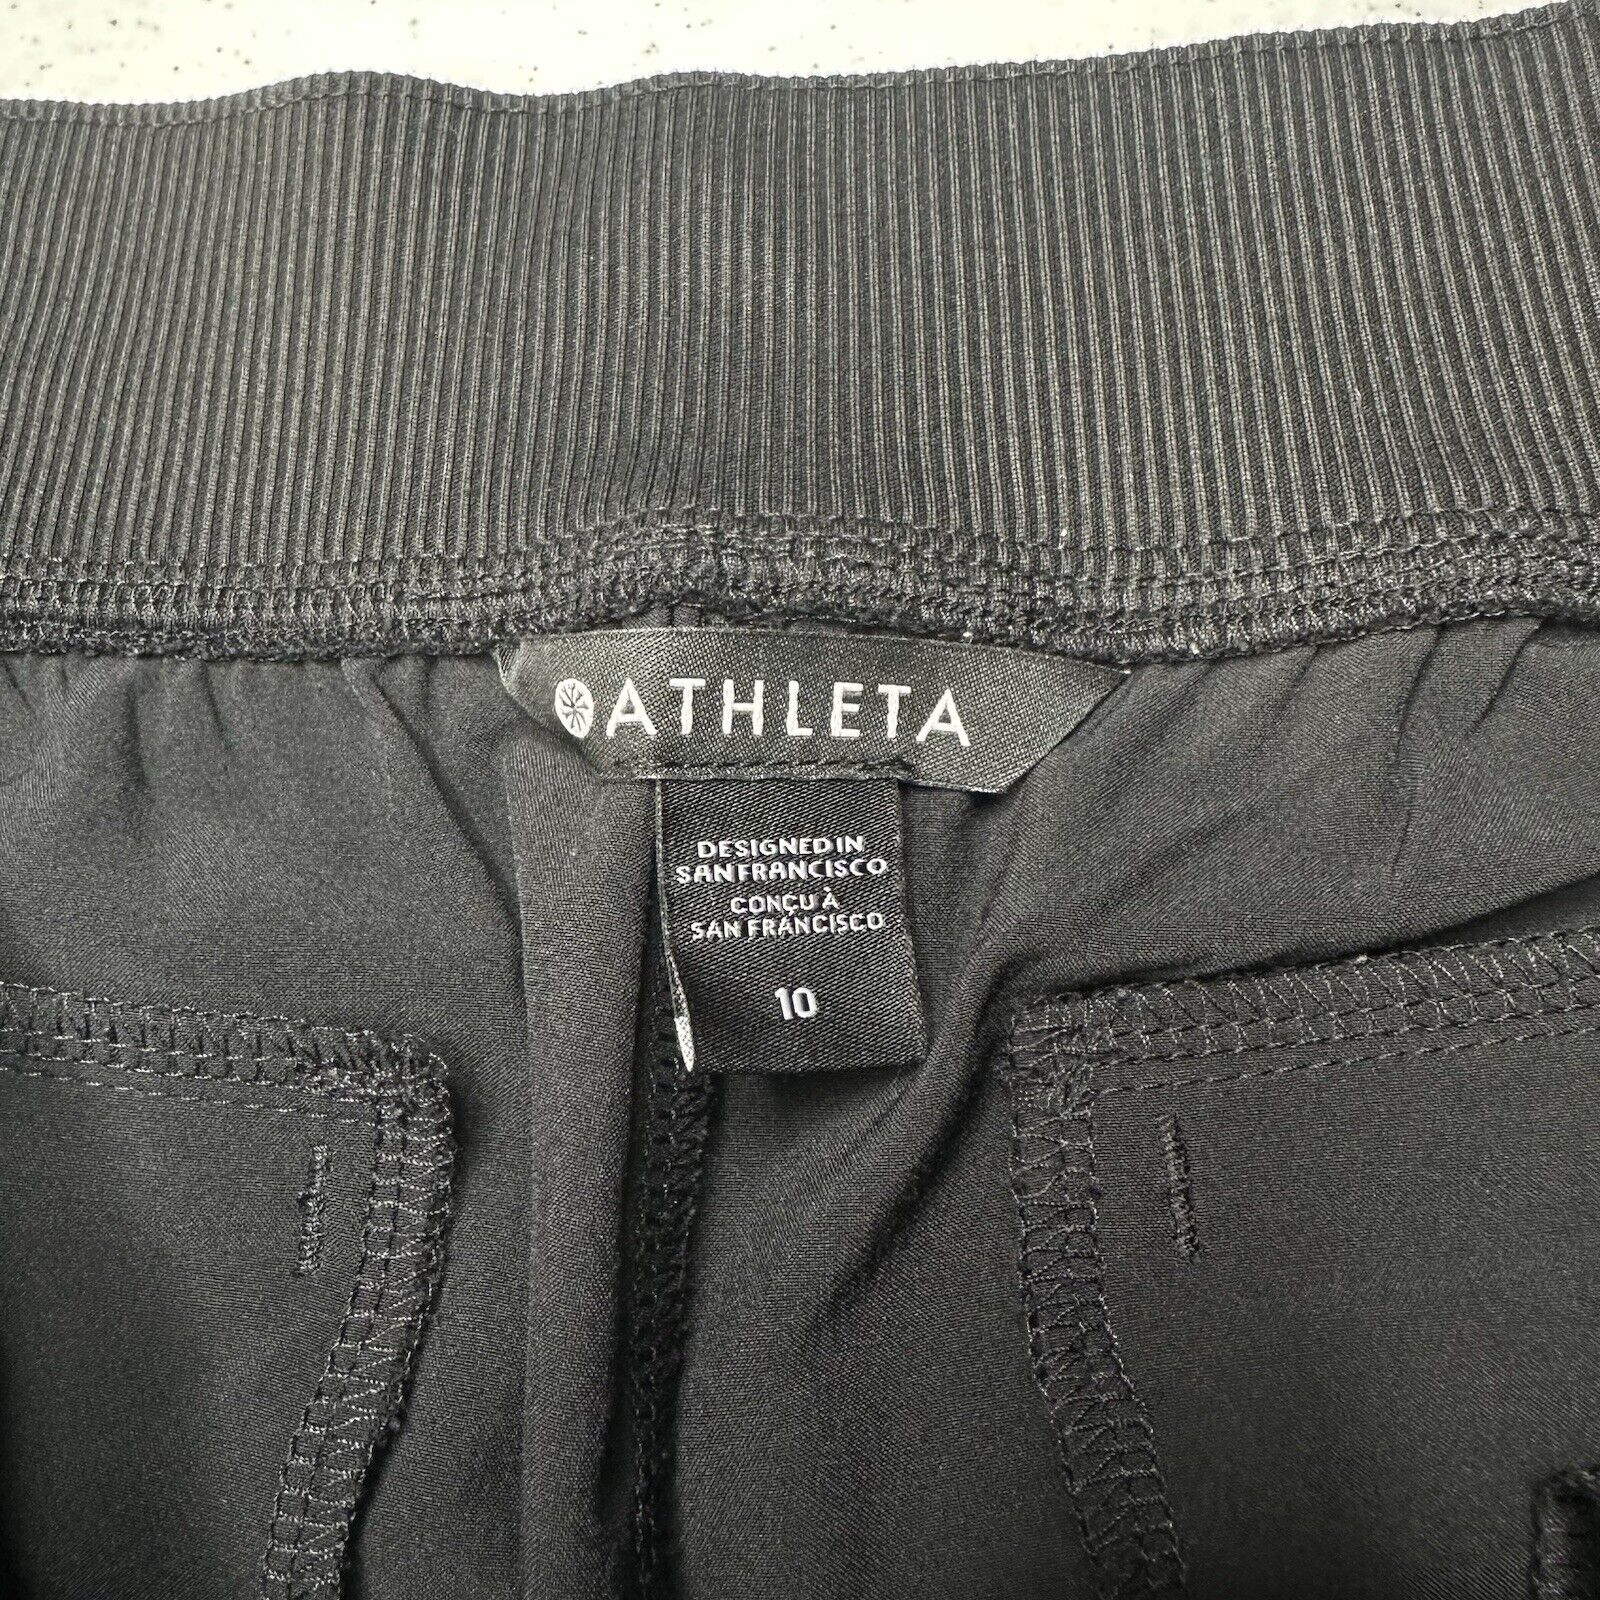 ATHLETA
DESIGNED IN
SAN FRANCISCO
CONÇU À
SAN FRANCISCO
10